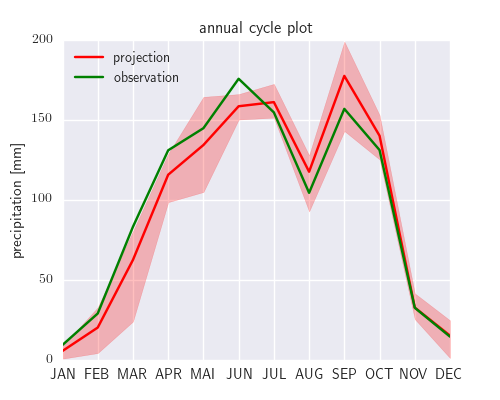 annual cycle plot
200
150
100
50
0
precipitation [mm]
projection
observation
JAN FEB MAR APR MAI JUN JUL AUG SEP OCT NOV DEC